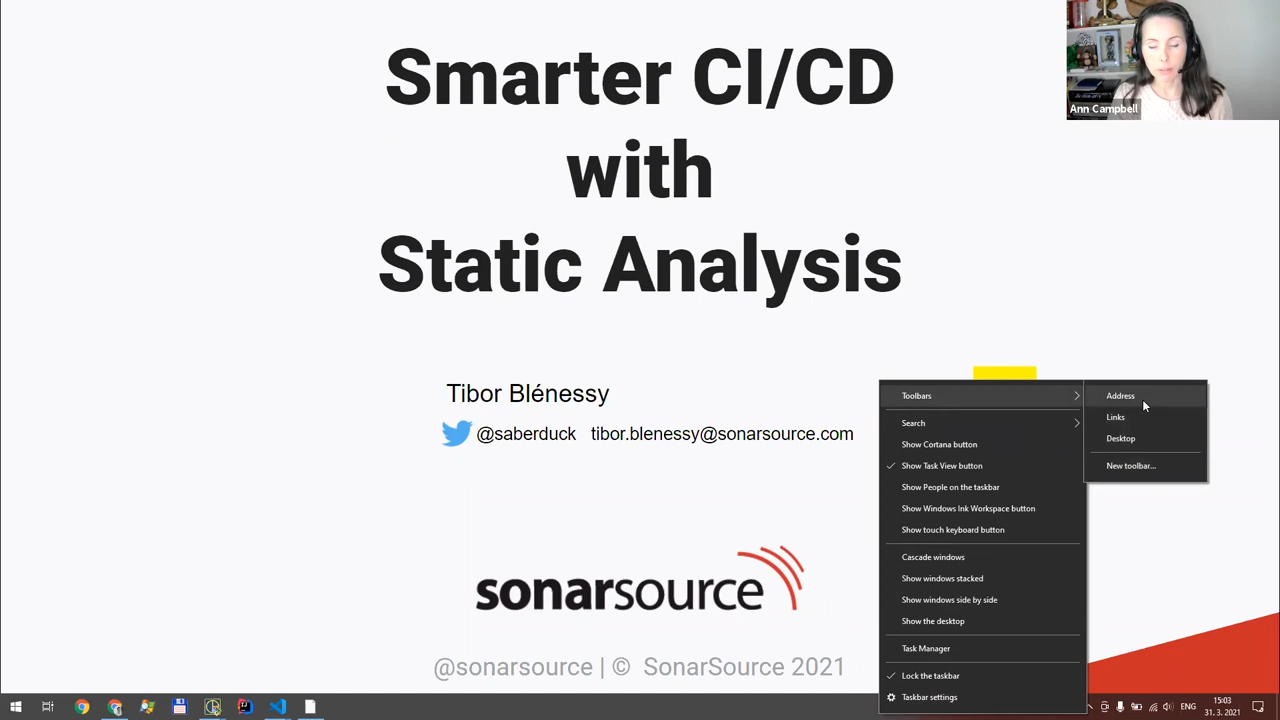 Smarter CI/CD
with
Static Analysis
Ann Campbell
Tibor Blénessy
@saberduck tibor.blenessy@sonarsource.com
sonarsource
@sonarsource | © SonarSource 2021
Toolbars
Search
Show Cortana button
Show Task View button
Show People on the taskbar
Show Windows Ink Workspace button
Show touch keyboard button
Cascade windows
Show windows stacked
Show windows side by side
Show the desktop
Task Manager
Lock the taskbar
Taskbar settings
Address
Links
Desktop
New toolbar...
15:03
31. 3. 2021